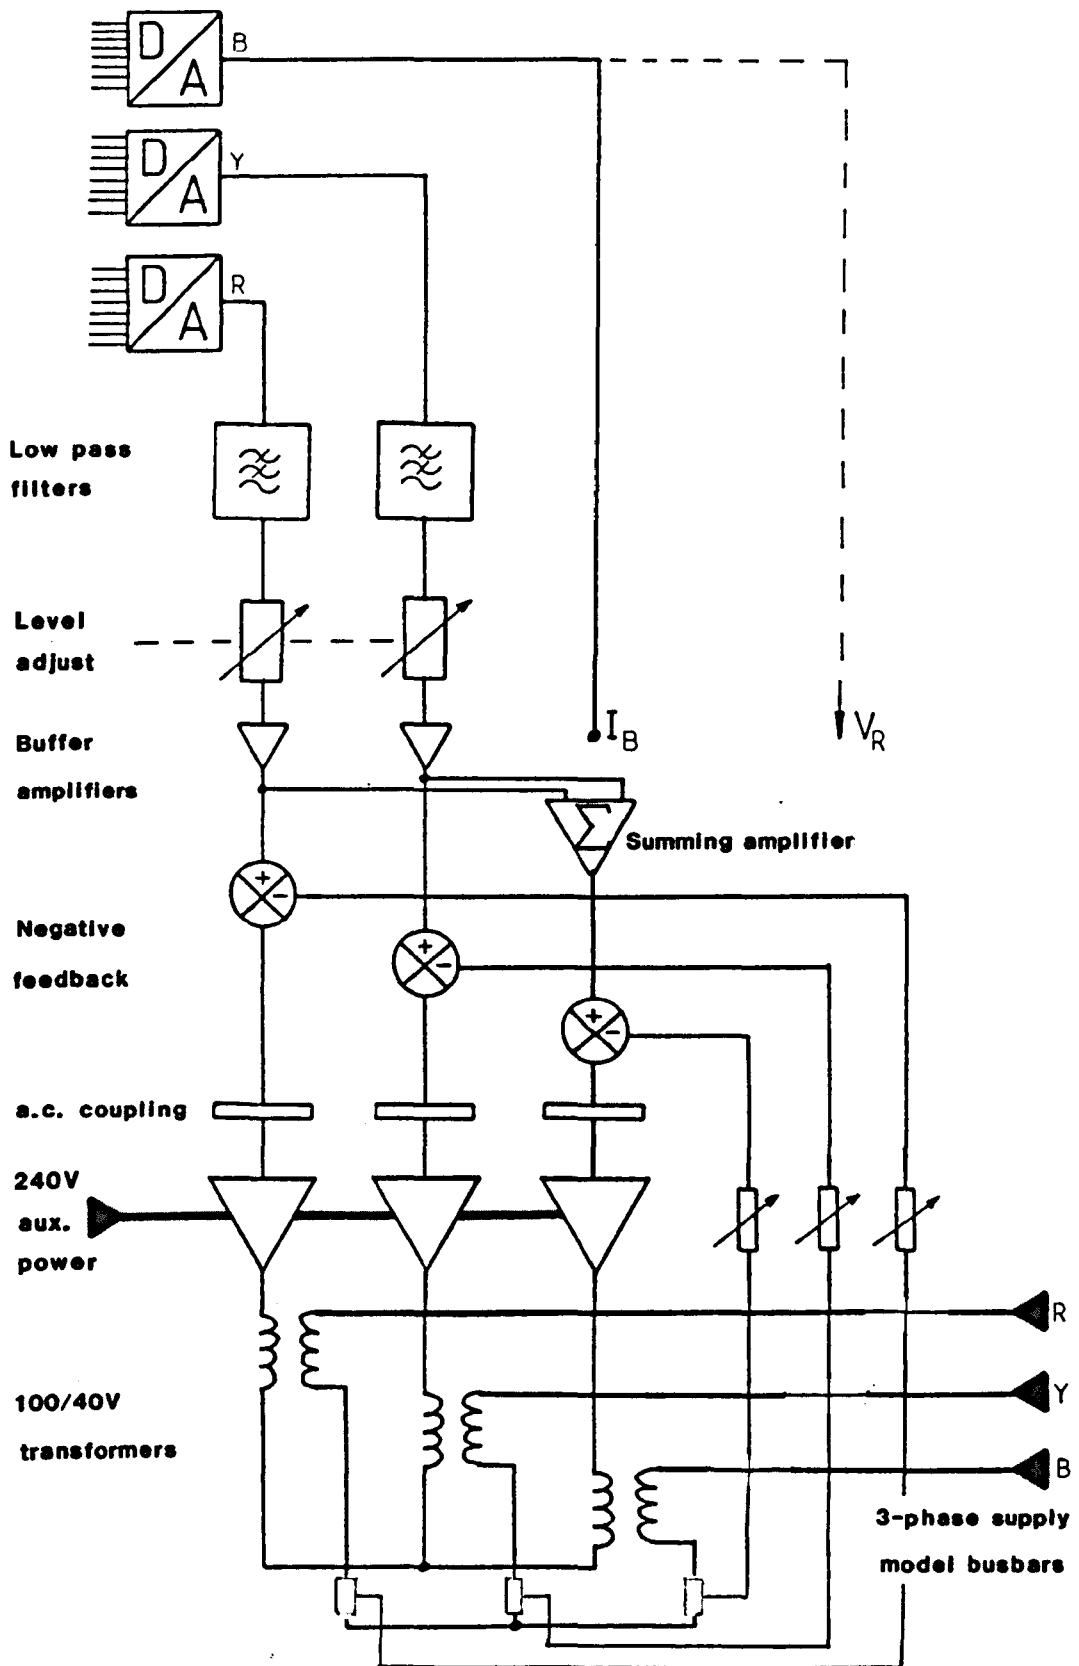 D
A
B
D
A
Y
D
A
R
Low pass
filters
Level
adjust
Buffer
amplifiers
I_B
V_R
Σ
Summing amplifier
+
-
Negative
feedback
+
-
+
-
a.c. coupling
240V
aux.
power
R
100/40V
transformers
Y
B
3-phase supply
model busbars